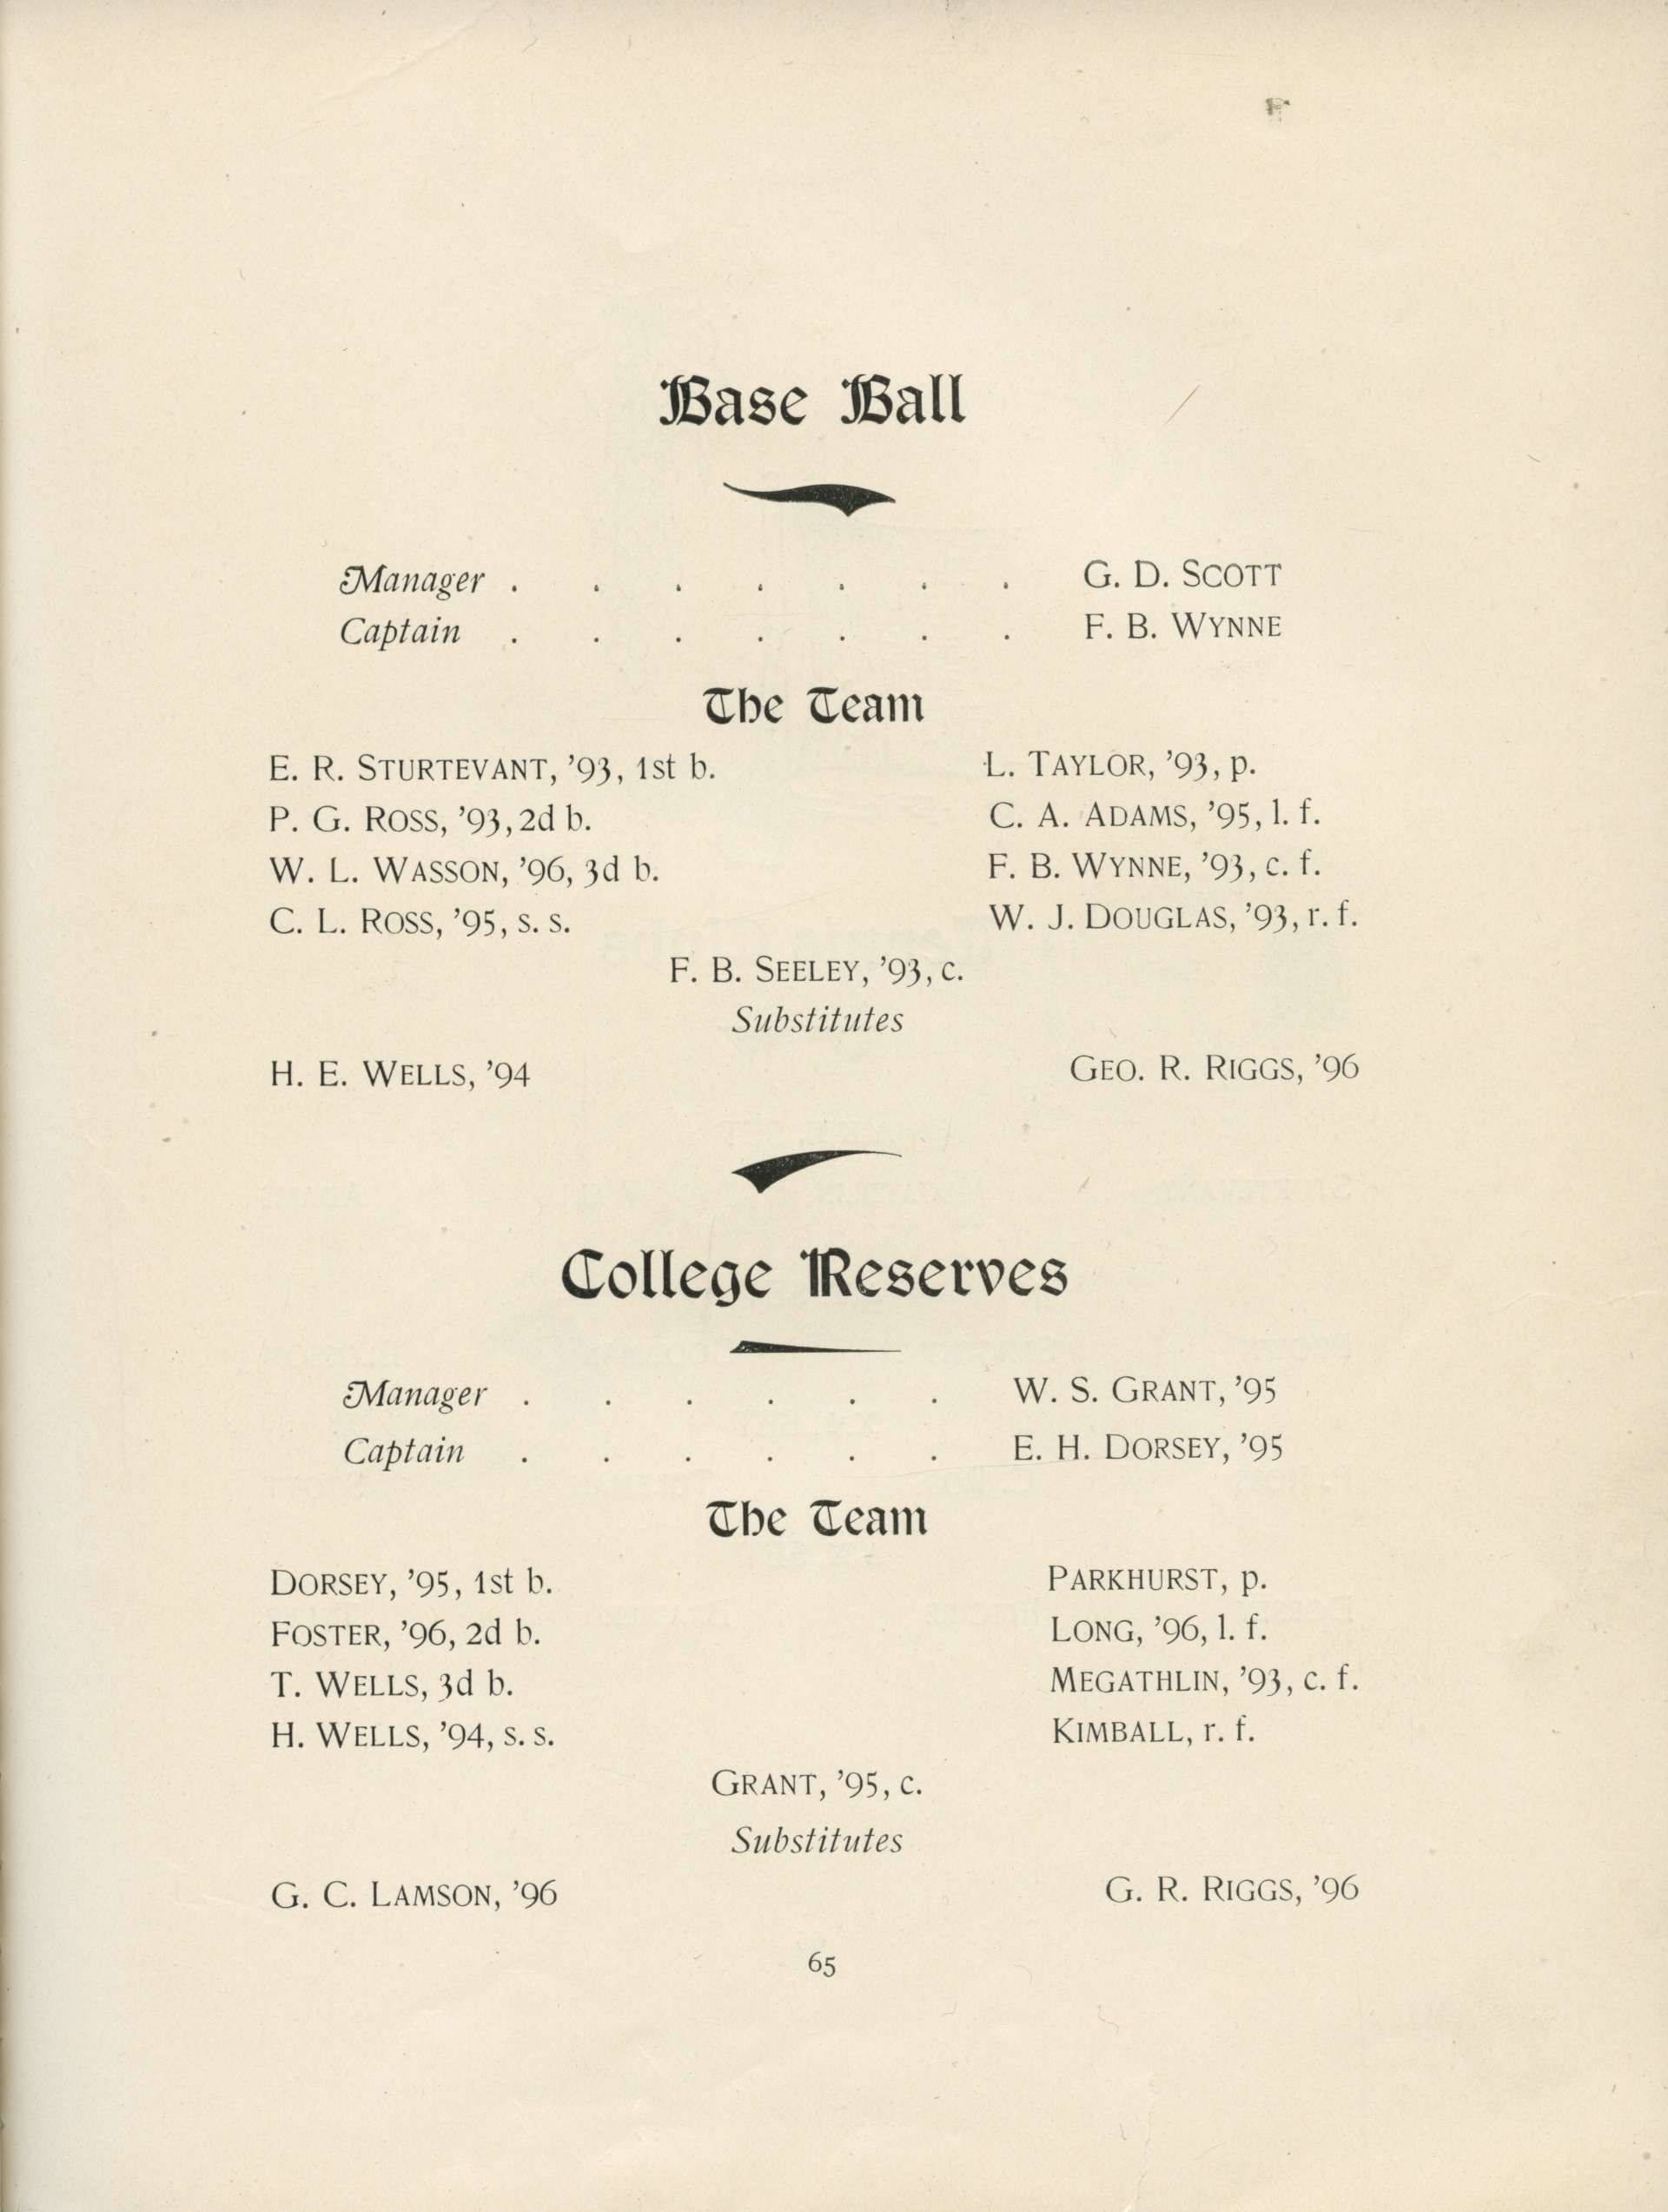 Base Ball
Manager . . . . . . . G. D. SCOTT
Captain . . . . . . . F. B. WYNNE
The Team
E. R. STURTEVANT, '93, 1st b. L. TAYLOR, '93, p.
P. G. ROSS, '93, 2d b. C. A. ADAMS, '95, l. f.
W. L. WASSON, '96, 3d b. F. B. WYNNE, '93, c. f.
C. L. ROSS, '95, s. s. W. J. DOUGLAS, '93, r. f.
F. B. SEELEY, '93, c.
Substitutes
H. E. WELLS, '94 GEO. R. RIGGS, '96
College Reserves
Manager . . . . . . W. S. GRANT, '95
Captain . . . . . . E. H. DORSEY, '95
The Team
DORSEY, '95, 1st b. PARKHURST, p.
FOSTER, '96, 2d b. LONG, '96, l. f.
T. WELLS, 3d b. MEGATHLIN, '93, c. f.
H. WELLS, '94, s. s. KIMBALL, r. f.
GRANT, '95, c.
Substitutes
G. C. LAMSON, '96 G. R. RIGGS, '96
65